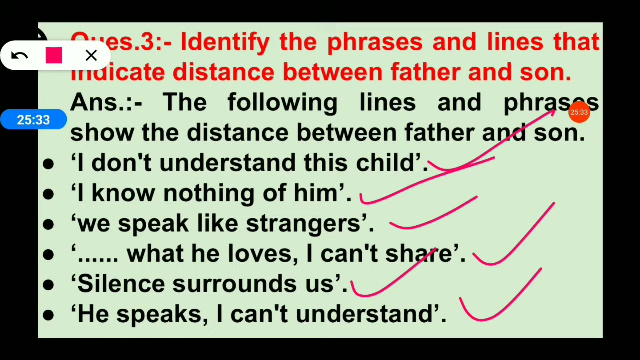 Ques.3:- Identify the phrases and lines that
indicate distance between father and son.
Ans.:- The following lines and phrases
25:33
25:33
show the distance between father and son.
● ‘I don't understand this child’.
● ‘I know nothing of him’.
● ‘we speak like strangers’.
● ‘...... what he loves, I can't share’.
● ‘Silence surrounds us’.
● ‘He speaks, I can't understand’.